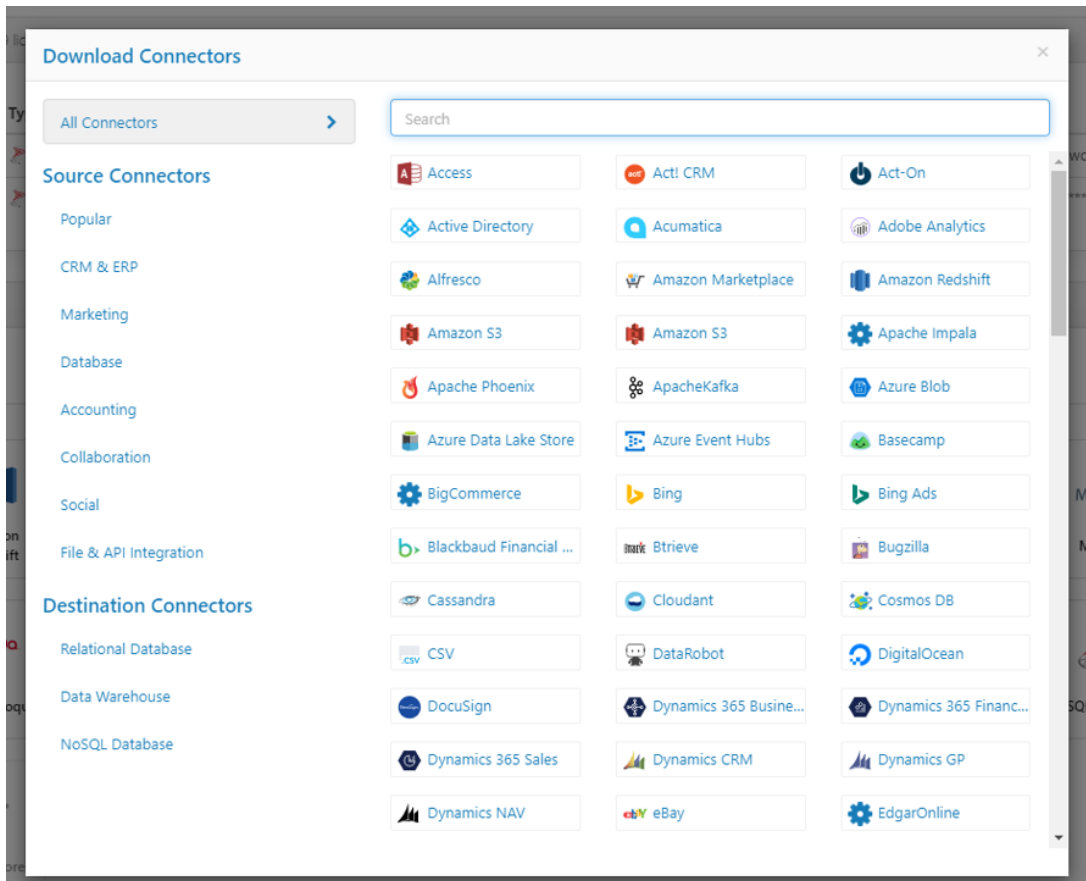 Download Connectors
×
All Connectors
Source Connectors
Popular
CRM & ERP
Marketing
Database
Accounting
Collaboration
Social
File & API Integration
Destination Connectors
Relational Database
Data Warehouse
NoSQL Database
Search
Access
Act! CRM
Act-On
Active Directory
Acumatica
Adobe Analytics
Alfresco
Amazon Marketplace
Amazon Redshift
Amazon S3
Amazon S3
Apache Impala
Apache Phoenix
ApacheKafka
Azure Blob
Azure Data Lake Store
Azure Event Hubs
Basecamp
BigCommerce
Bing
Bing Ads
Blackbaud Financial ...
Btrieve
Bugzilla
Cassandra
Cloudant
Cosmos DB
.CSV CSV
DataRobot
DigitalOcean
DocuSign
Dynamics 365 Busine...
Dynamics 365 Financ...
Dynamics 365 Sales
Dynamics CRM
Dynamics GP
Dynamics NAV
eBay
EdgarOnline